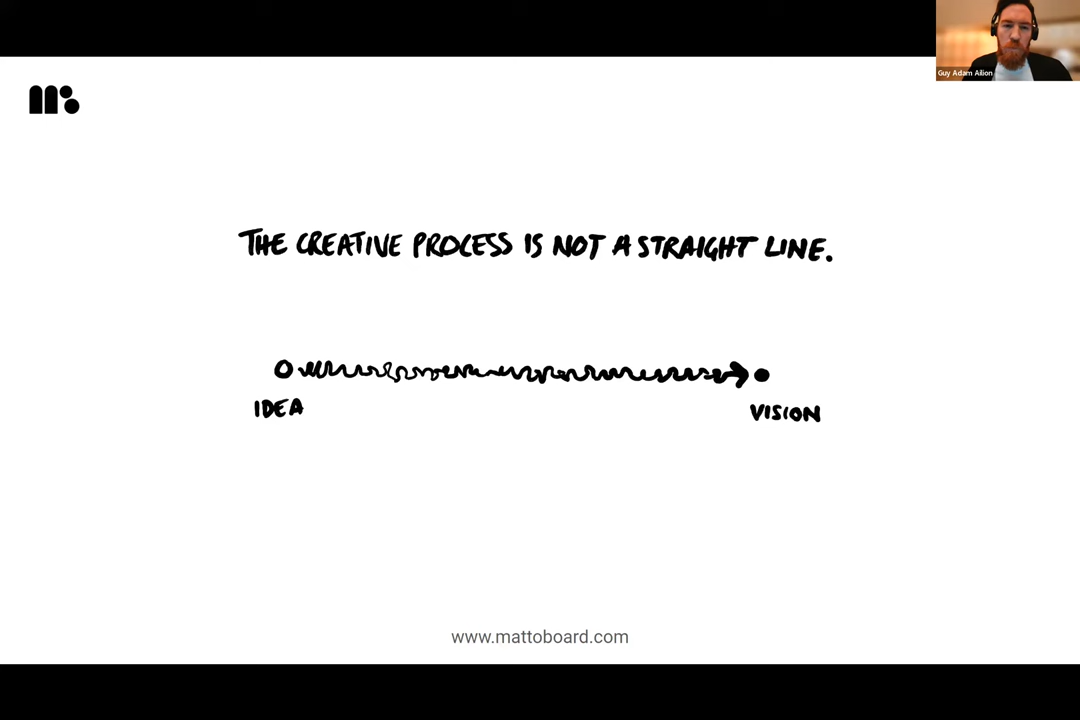 Guy Adam Ailion
THE CREATIVE PROCESS IS NOT A STRAIGHT LINE.
IDEA
VISION
www.mattoboard.com